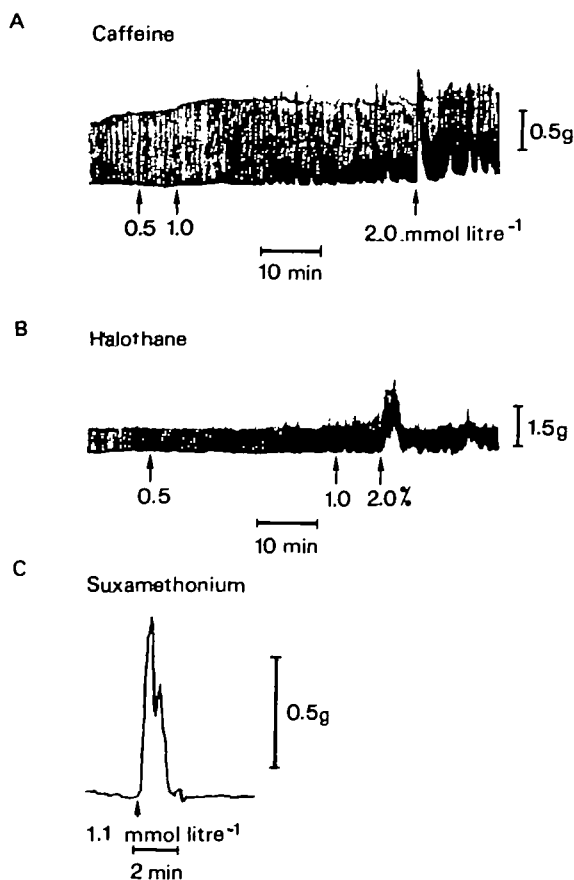 A
Caffeine
0.5g
0.5 1.0
2.0 mmol litre⁻¹
10 min
B
Halothane
1.5g
0.5
1.0 2.0%
10 min
C
Suxamethonium
0.5g
1.1 mmol litre⁻¹
2 min